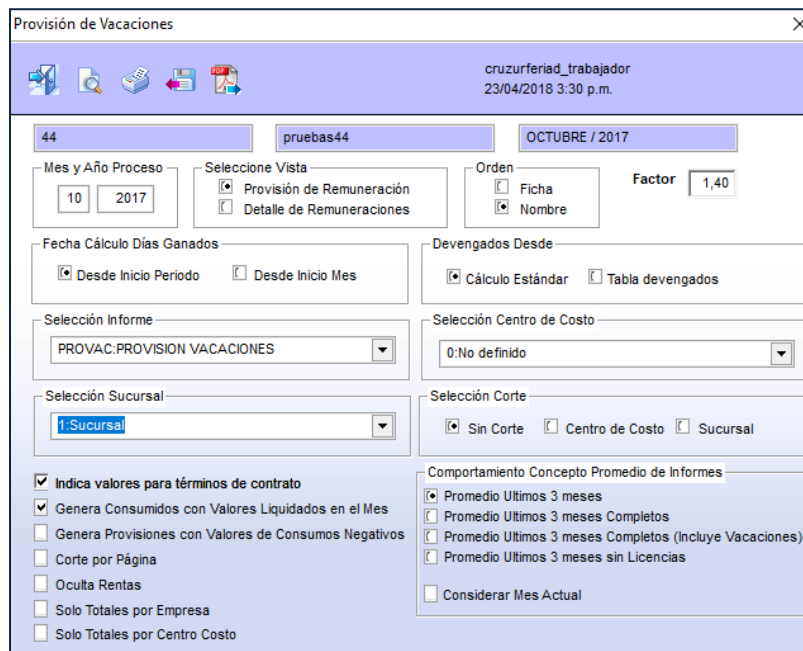 Provisión de Vacaciones
PDF
cruzurferiad_trabajador
23/04/2018 3:30 p.m.
44 pruebas44 OCTUBRE / 2017
Mes y Año Proceso
10 2017
Seleccione Vista
Provisión de Remuneración
Detalle de Remuneraciones
Orden
Ficha
Nombre
Factor 1,40
Fecha Cálculo Días Ganados
Desde Inicio Periodo Desde Inicio Mes
Devengados Desde
Cálculo Estándar Tabla devengados
Selección Informe
PROVAC:PROVISION VACACIONES
Selección Centro de Costo
0:No definido
Selección Sucursal
1:Sucursal
Selección Corte
Sin Corte Centro de Costo Sucursal
Indica valores para términos de contrato
Genera Consumidos con Valores Liquidados en el Mes
Genera Provisiones con Valores de Consumos Negativos
Corte por Página
Oculta Rentas
Solo Totales por Empresa
Solo Totales por Centro Costo
Comportamiento Concepto Promedio de Informes
Promedio Ultimos 3 meses
Promedio Ultimos 3 meses Completos
Promedio Ultimos 3 meses Completos (Incluye Vacaciones)
Promedio Ultimos 3 meses sin Licencias
Considerar Mes Actual